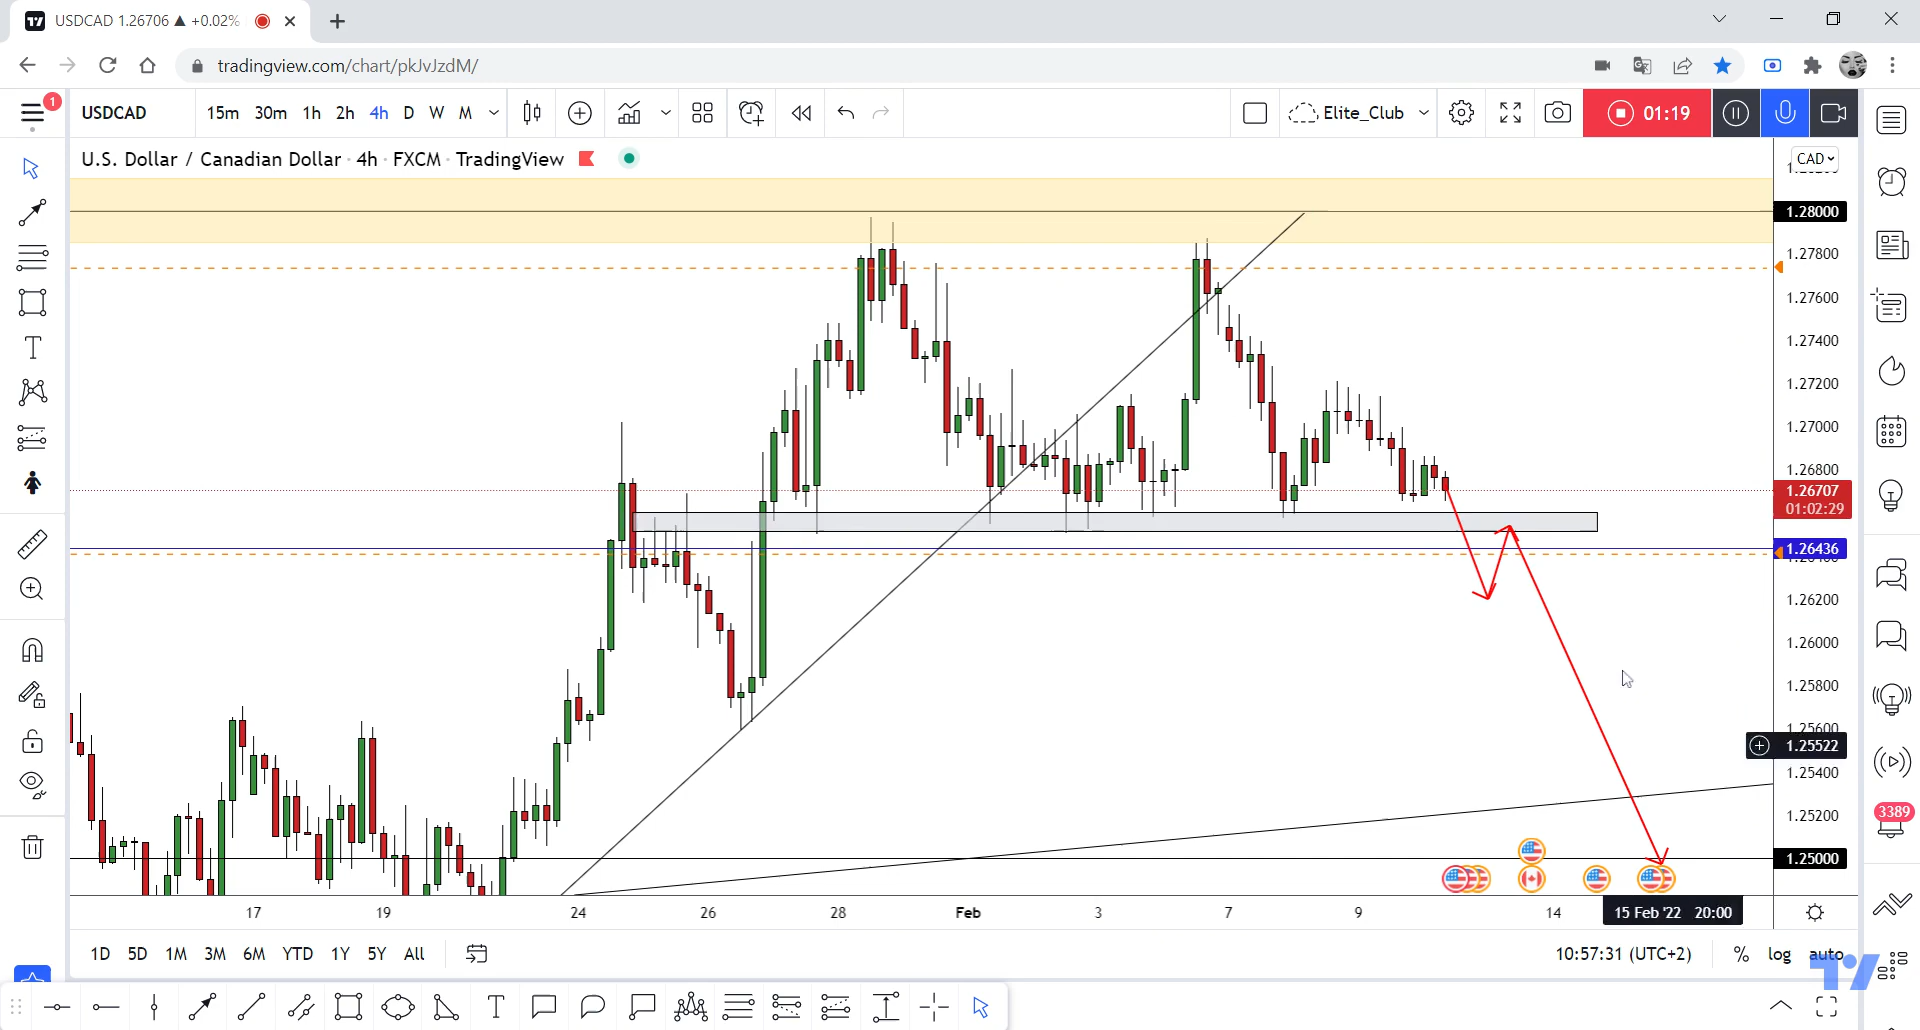 USDCAD 1.26706 ▲ +0.02%
tradingview.com/chart/pkJvJzdM/
1
USDCAD 15m 30m 1h 2h 4h D W M Elite_Club 01:19
U.S. Dollar / Canadian Dollar · 4h · FXCM · TradingView
CAD
1.28000
1.27800
1.27600
1.27400
1.27200
1.27000
1.26800
1.26707
01:02:29
1.26436
1.26200
1.26000
1.25800
1.25600
1.25522
1.25400
1.25200
1.25000
3389
17 19 24 26 28 Feb 3 7 9 14 15 Feb '22 20:00
1D 5D 1M 3M 6M YTD 1Y 5Y All 10:57:31 (UTC+2) % log auto